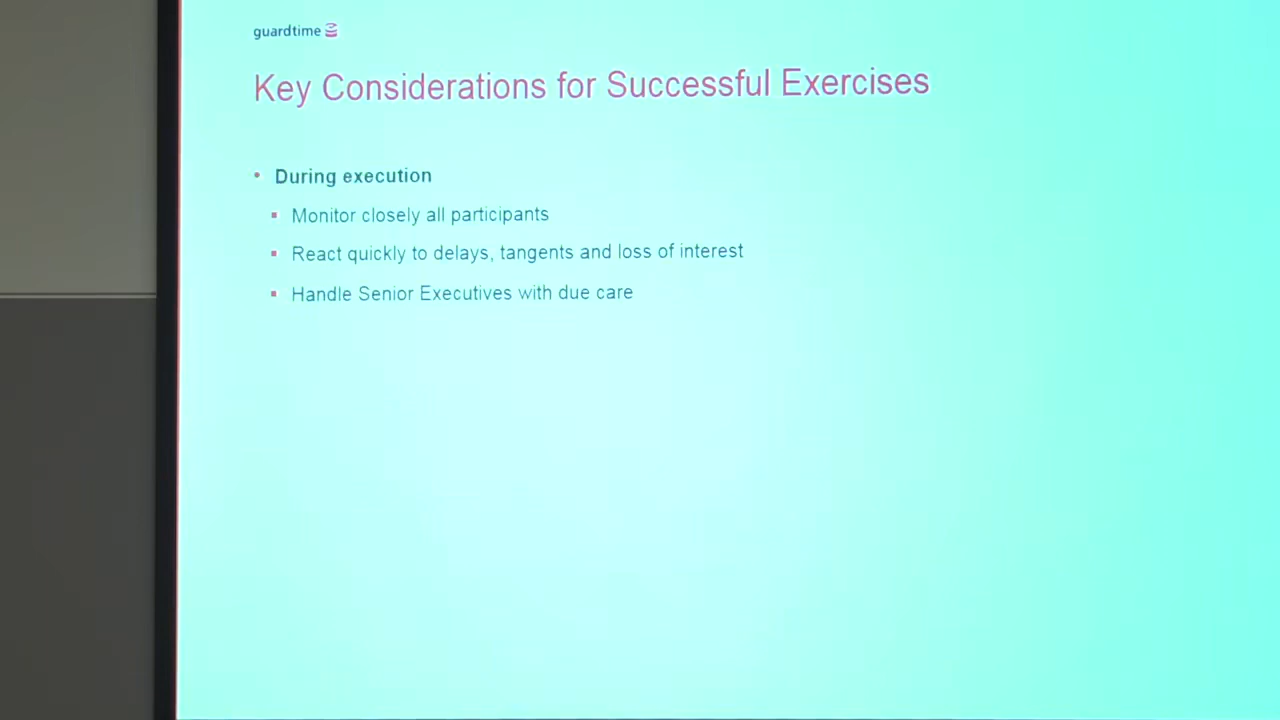 guardtime
Key Considerations for Successful Exercises
• During execution
▪ Monitor closely all participants
▪ React quickly to delays, tangents and loss of interest
▪ Handle Senior Executives with due care